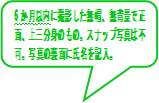 ６か月以内に撮影した無帽、無背景で正
面、上三分身のもの。スナップ写真は不
可。写真の裏面に氏名を記入。